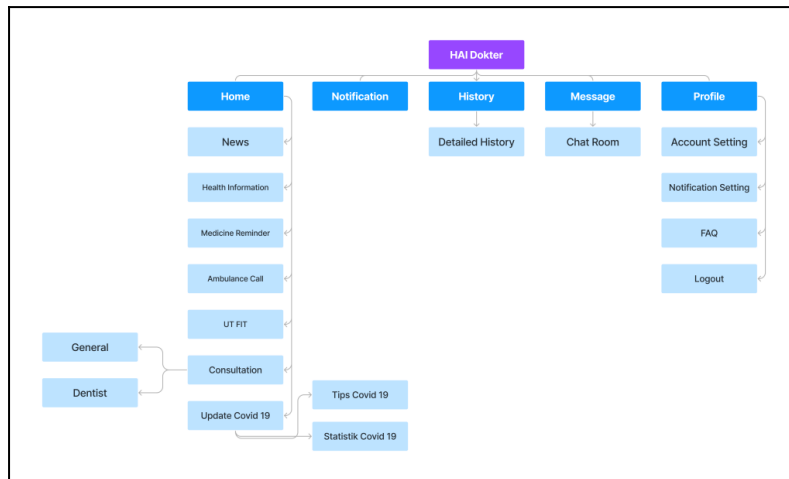 HAI Dokter
Home
Notification
History
Message
Profile
News
Detailed History
Chat Room
Account Setting
Health Information
Notification Setting
Medicine Reminder
FAQ
Ambulance Call
Logout
UT FIT
General
Consultation
Dentist
Tips Covid 19
Update Covid 19
Statistik Covid 19